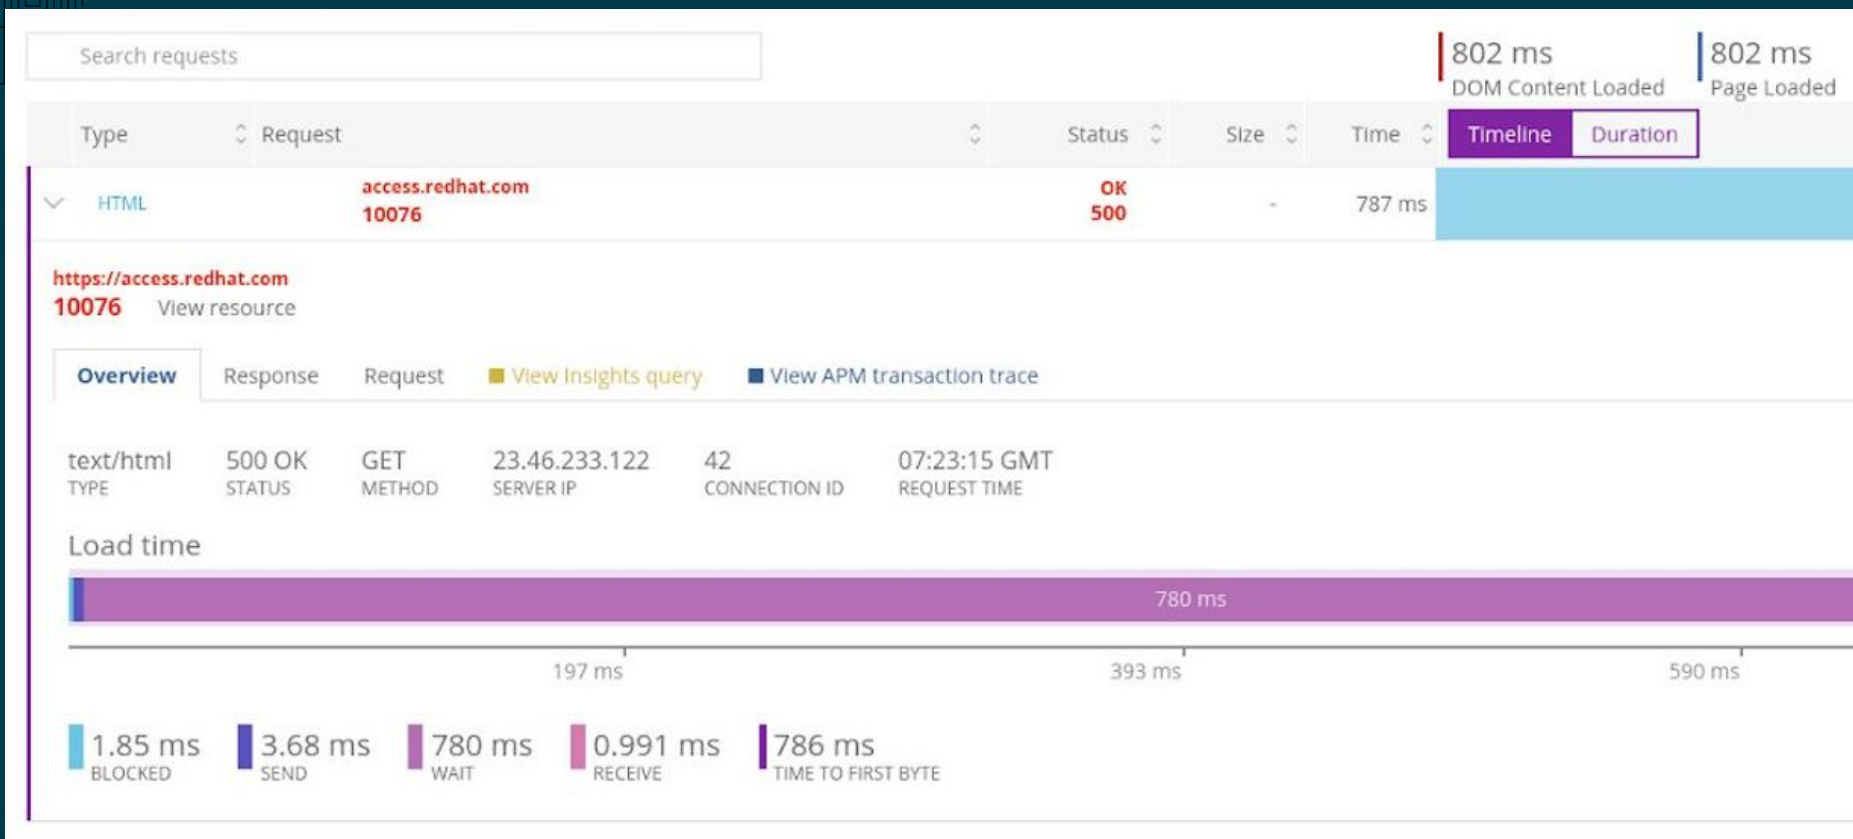 Search requests
802 ms
DOM Content Loaded
802 ms
Page Loaded
Type Request Status Size Time Timeline Duration
HTML access.redhat.com 10076 OK 500 - 787 ms
https://access.redhat.com
10076 View resource
Overview Response Request View Insights query View APM transaction trace
text/html 500 OK GET 23.46.233.122 42 07:23:15 GMT
TYPE STATUS METHOD SERVER IP CONNECTION ID REQUEST TIME
Load time
780 ms
197 ms 393 ms 590 ms
1.85 ms 3.68 ms 780 ms 0.991 ms 786 ms
BLOCKED SEND WAIT RECEIVE TIME TO FIRST BYTE